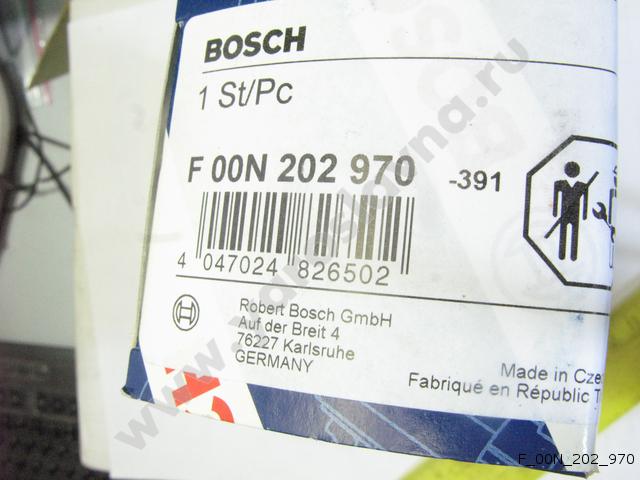 BOSCH
1 St/Pc
F 00N 202 970 -391
4 047024 826502
Robert Bosch GmbH
Auf der Breit 4
76227 Karlsruhe
GERMANY
Made in Cze
Fabriqué en République T
F_00N_202_970